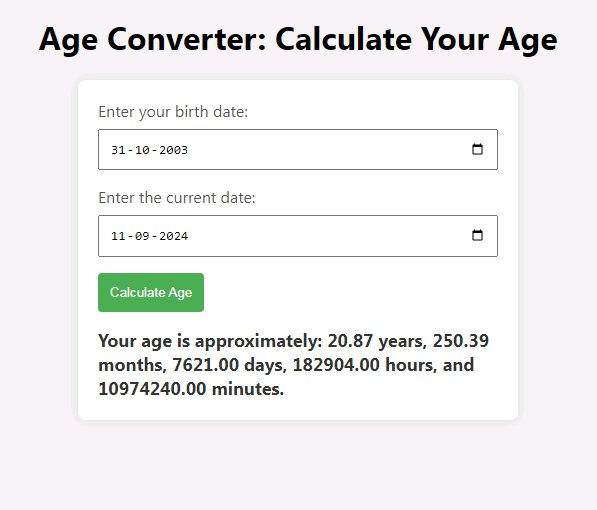 Age Converter: Calculate Your Age
Enter your birth date:
31-10-2003
Enter the current date:
11-09-2024
Calculate Age
Your age is approximately: 20.87 years, 250.39
months, 7621.00 days, 182904.00 hours, and
10974240.00 minutes.